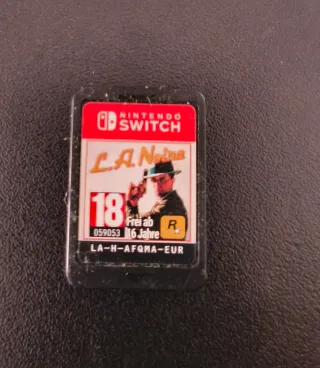 NINTENDO
SWITCH
L.A. Noire
18
059053
Frei ab
16 Jahre
R
LA-H-AFQMA-EUR